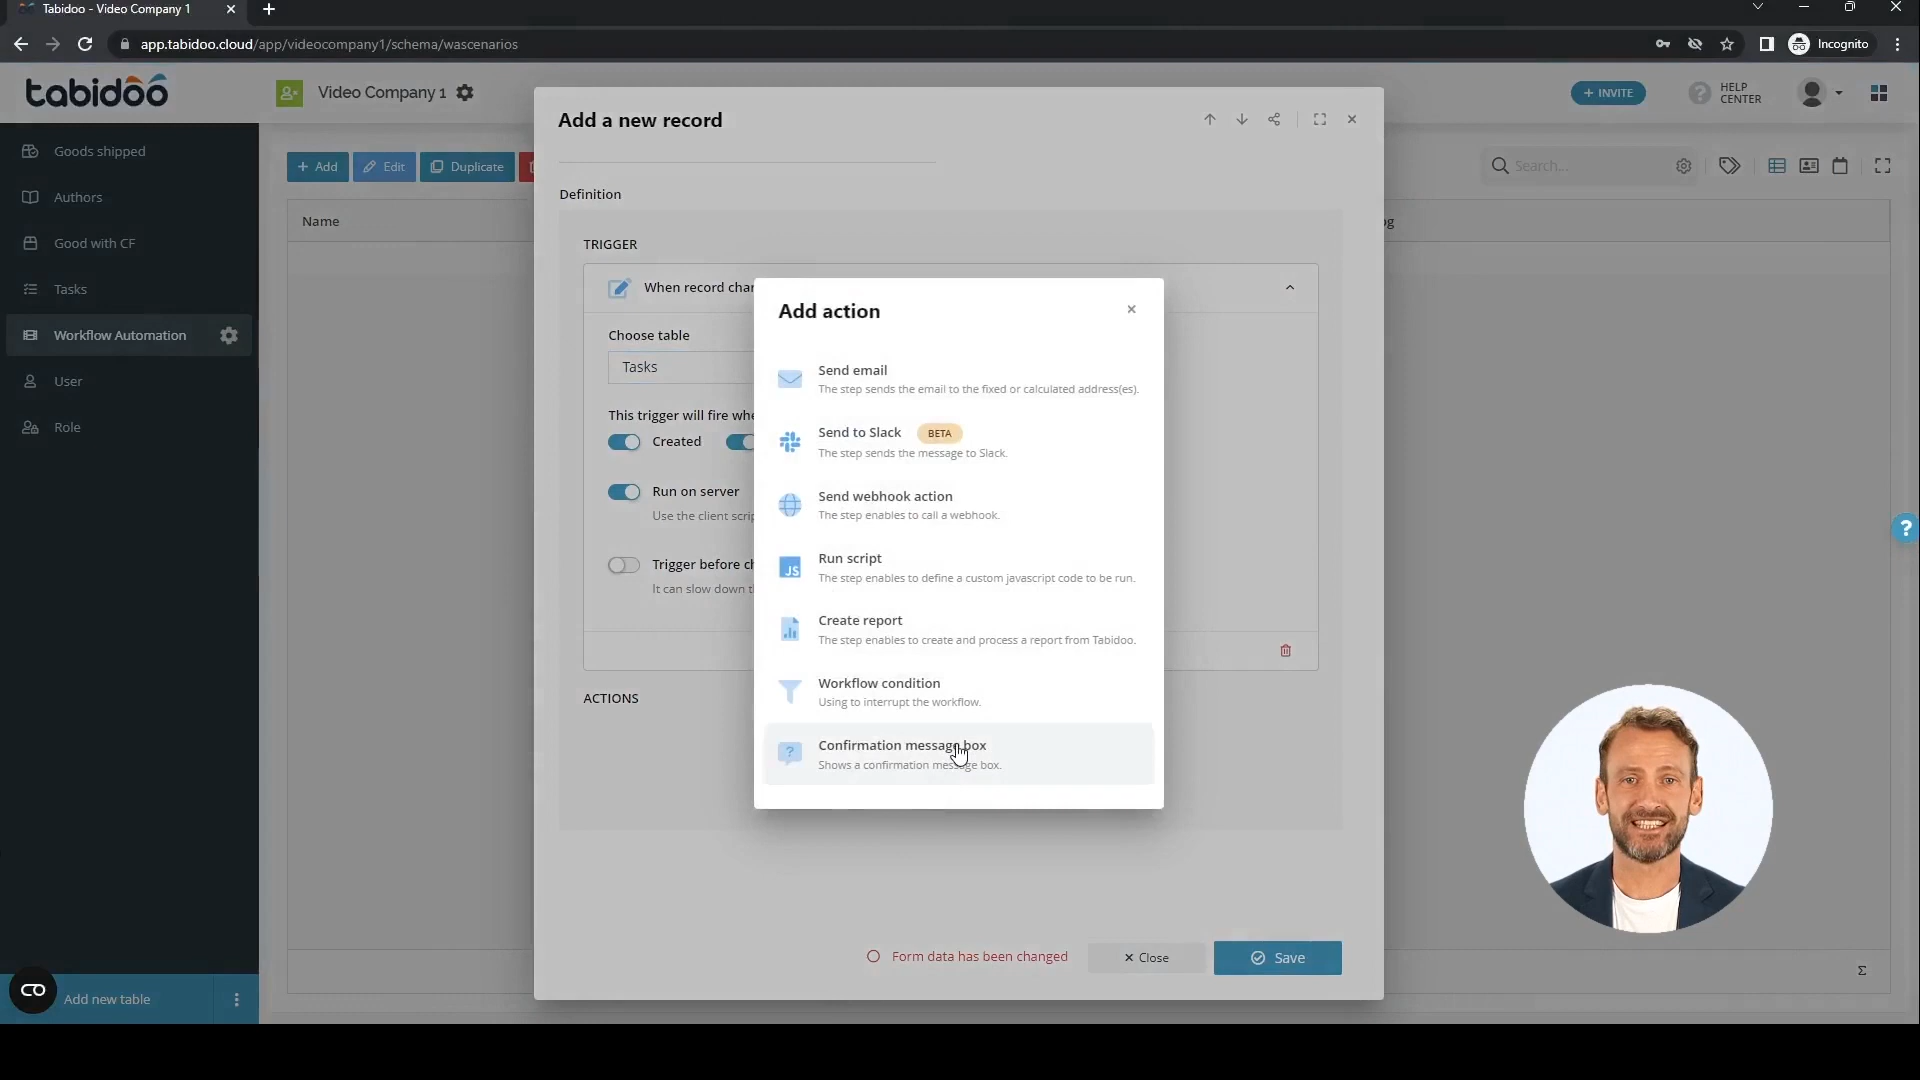 Tabidoo - Video Company 1
app.tabidoo.cloud/app/videocompany1/schema/wascenarios
Incognito
tabidoo
Video Company 1
+ INVITE
HELP CENTER
Goods shipped
Authors
Good with CF
Tasks
Workflow Automation
User
Role
Add new table
+ Add
Edit
Duplicate
Search...
Name
Add a new record
Definition
TRIGGER
When record
Choose table
Tasks
This trigger will fire
Created
Run on server
Use the client
Trigger before
It can slow down
ACTIONS
Add action
Send email
The step sends the email to the fixed or calculated address(es).
Send to Slack BETA
The step sends the message to Slack.
Send webhook action
The step enables to call a webhook.
JS
Run script
The step enables to define a custom javascript code to be run.
Create report
The step enables to create and process a report from Tabidoo.
Workflow condition
Using to interrupt the workflow.
?
Confirmation message box
Shows a confirmation message box.
Form data has been changed
× Close
Save
Σ
?